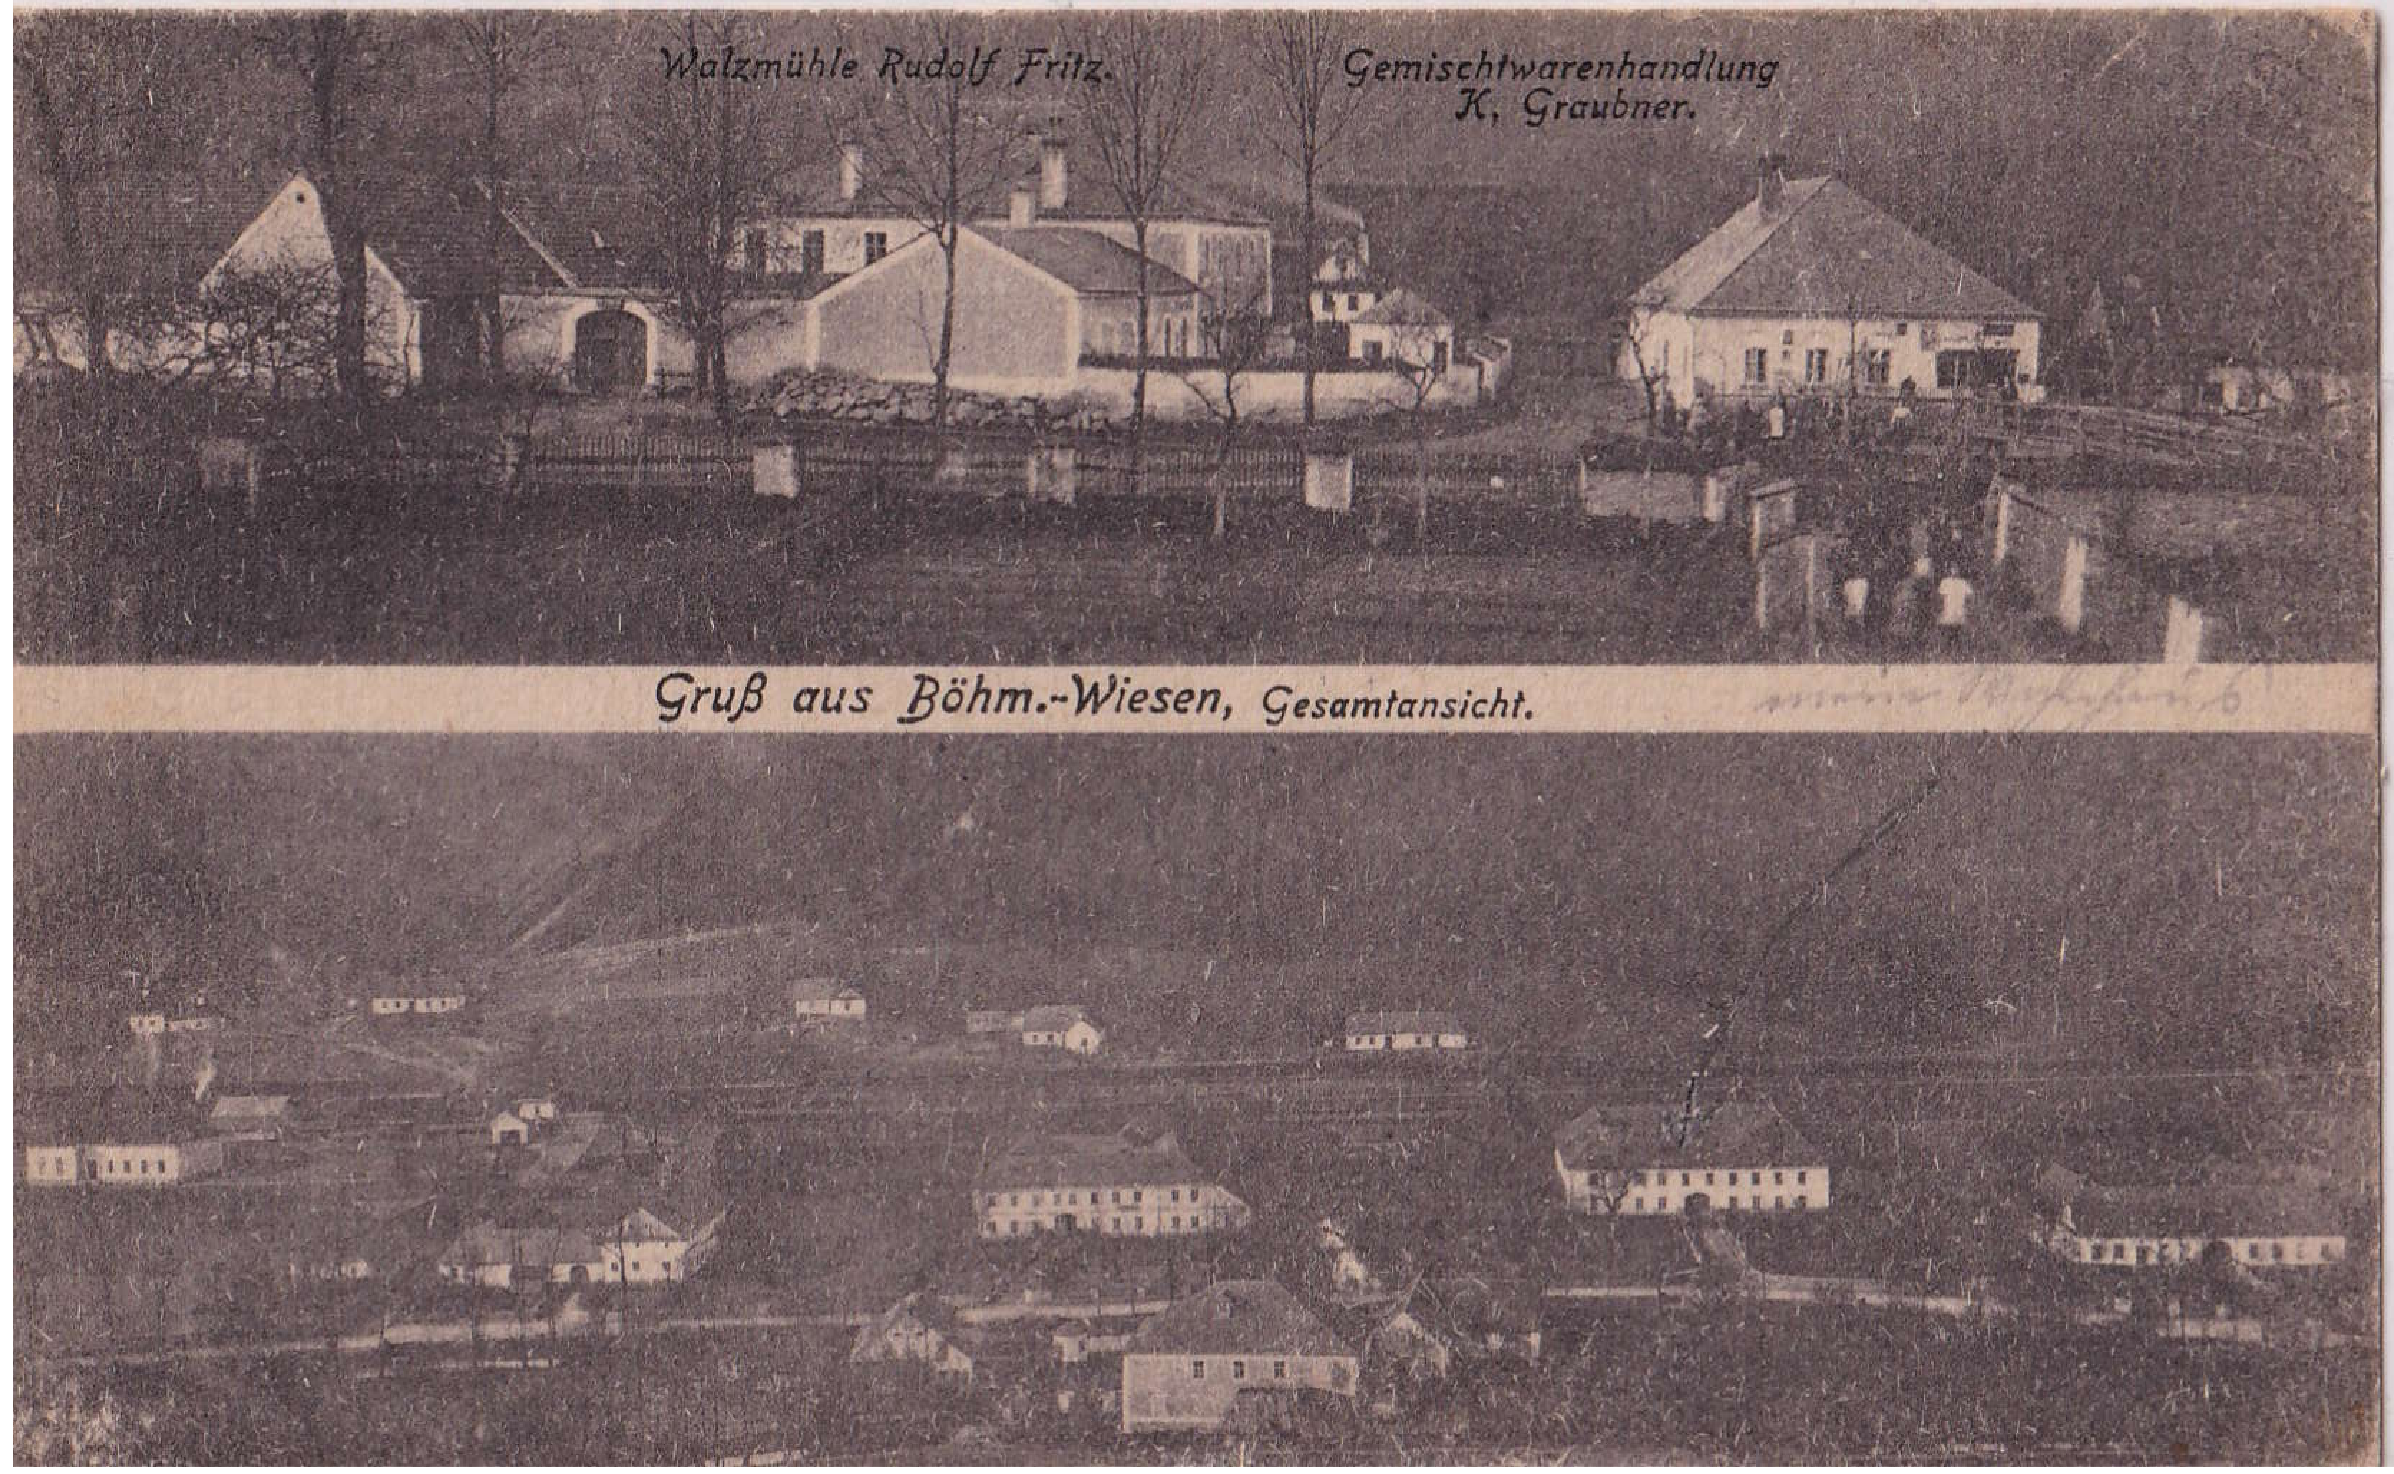 Walzmühle Rudolf Fritz.
Gemischtwarenhandlung
K. Graubner.
Gruß aus Böhm.-Wiesen, Gesamtansicht.